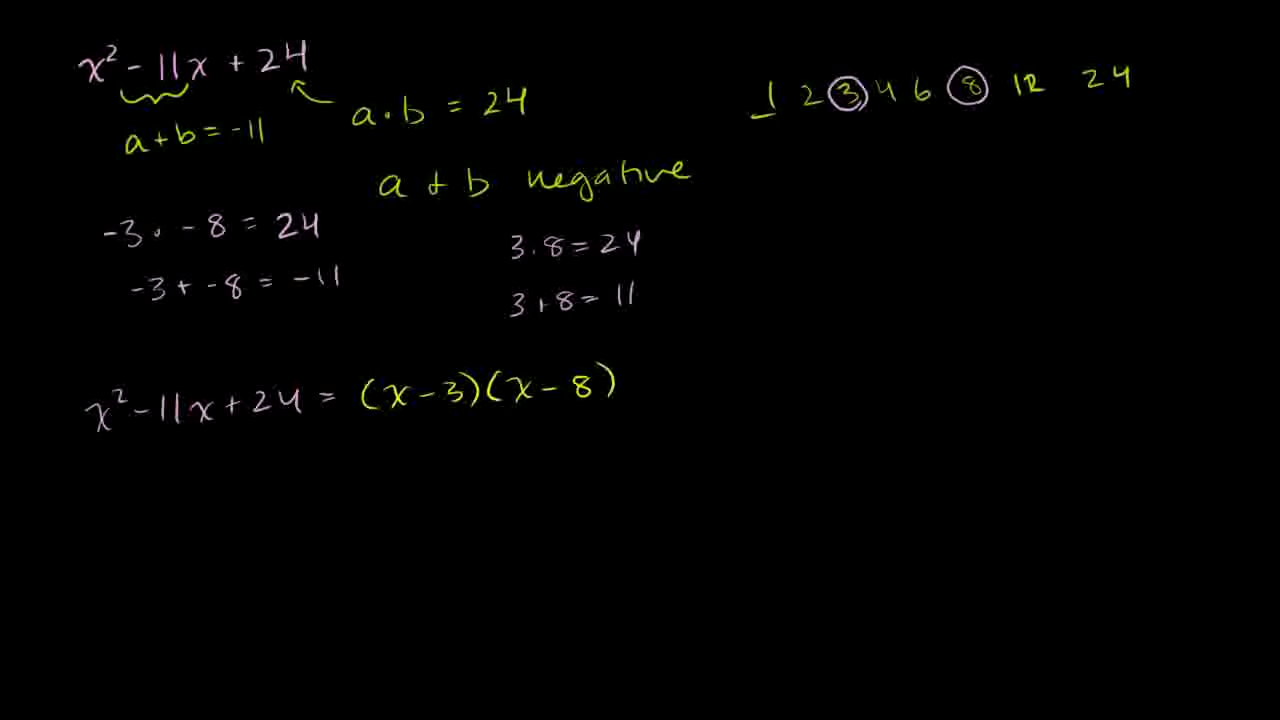 x² - 11x + 24
1 2 3 4 6 8 12 24
a · b = 24
a + b = -11
a + b negative
-3 · -8 = 24
3 · 8 = 24
-3 + -8 = -11
3 + 8 = 11
x² - 11x + 24 = (x - 3)(x - 8)